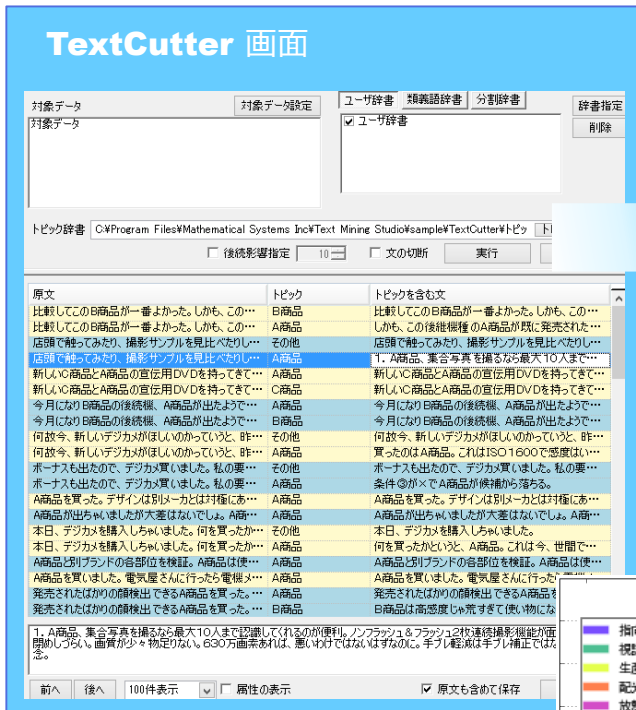 TextCutter 画面
対象データ
対象データ設定
ユーザ辞書 類義語辞書 分割辞書
辞書指定
対象データ
ユーザ辞書
削除
トピック辞書 C:¥Program Files¥Mathematical Systems Inc¥Text Mining Studio¥sample¥TextCutter¥トピッ
後続影響指定 10 文の切断 実行
原文 トピック トピックを含む文
比較してこのB商品が一番よかった。しかも、この… B商品 比較してこのB商品が一番よかった。しかも、この…
比較してこのB商品が一番よかった。しかも、この… A商品 しかも、この後継機種のA商品が既に発売された…
店頭で触ってみたり、撮影サンプルを見比べたりし… その他 店頭で触ってみたり、撮影サンプルを見比べたりし…
店頭で触ってみたり、撮影サンプルを見比べたりし… A商品 1. A商品、集合写真を撮るなら最大10人まで…
新しいC商品とA商品の宣伝用DVDを持ってきて… A商品 新しいC商品とA商品の宣伝用DVDを持ってきて…
新しいC商品とA商品の宣伝用DVDを持ってきて… C商品 新しいC商品とA商品の宣伝用DVDを持ってきて…
今月になりB商品の後続機、A商品が出たようで… A商品 今月になりB商品の後続機、A商品が出たようで…
今月になりB商品の後続機、A商品が出たようで… B商品 今月になりB商品の後続機、A商品が出たようで…
何故今、新しいデジカメがほしいのかっていうと、昨… その他 何故今、新しいデジカメがほしいのかっていうと、昨…
何故今、新しいデジカメがほしいのかっていうと、昨… A商品 買ったのはA商品。これはISO1600で感度はい…
ボーナスも出たので、デジカメ買いました。私の要… その他 ボーナスも出たので、デジカメ買いました。私の要…
ボーナスも出たので、デジカメ買いました。私の要… A商品 条件③が×でA商品が候補から落ちる。
A商品を買った。デザインは別メーカとは対極にあ… A商品 A商品を買った。デザインは別メーカとは対極にあ…
A商品が出ちゃいましたが大差はないでしょ。A商… A商品 A商品が出ちゃいましたが大差はないでしょ。A商…
本日、デジカメを購入しちゃいました。何を買ったか… その他 本日、デジカメを購入しちゃいました。
本日、デジカメを購入しちゃいました。何を買ったか… A商品 何を買ったかというと、A商品。これは今、世間で…
A商品と別ブランドの各部位を検証。A商品は使… A商品 A商品と別ブランドの各部位を検証。A商品は使…
A商品を買いました。電気屋さんに行ったら電機メ… A商品 A商品を買いました。電気屋さんに行った
発売されたばかりの顔検出できるA商品を買った。… A商品 発売されたばかりの顔検出できるA商品を
発売されたばかりの顔検出できるA商品を買った。… B商品 B商品は高感度じゃ荒すぎて使い物にな
1. A商品、集合写真を撮るなら最大10人まで認識してくれるのが便利。ノンフラッシュ&フラッシュ2枚連続撮影機能が面
閉めしづらい。画質が少々物足りない。630万画素あれば、悪いわけではないはずなのに。手ブレ軽減は手ブレ補正では
念。
前へ 後へ 100件表示 属性の表示 原文も含めて保存
指向
視認
生産
配光